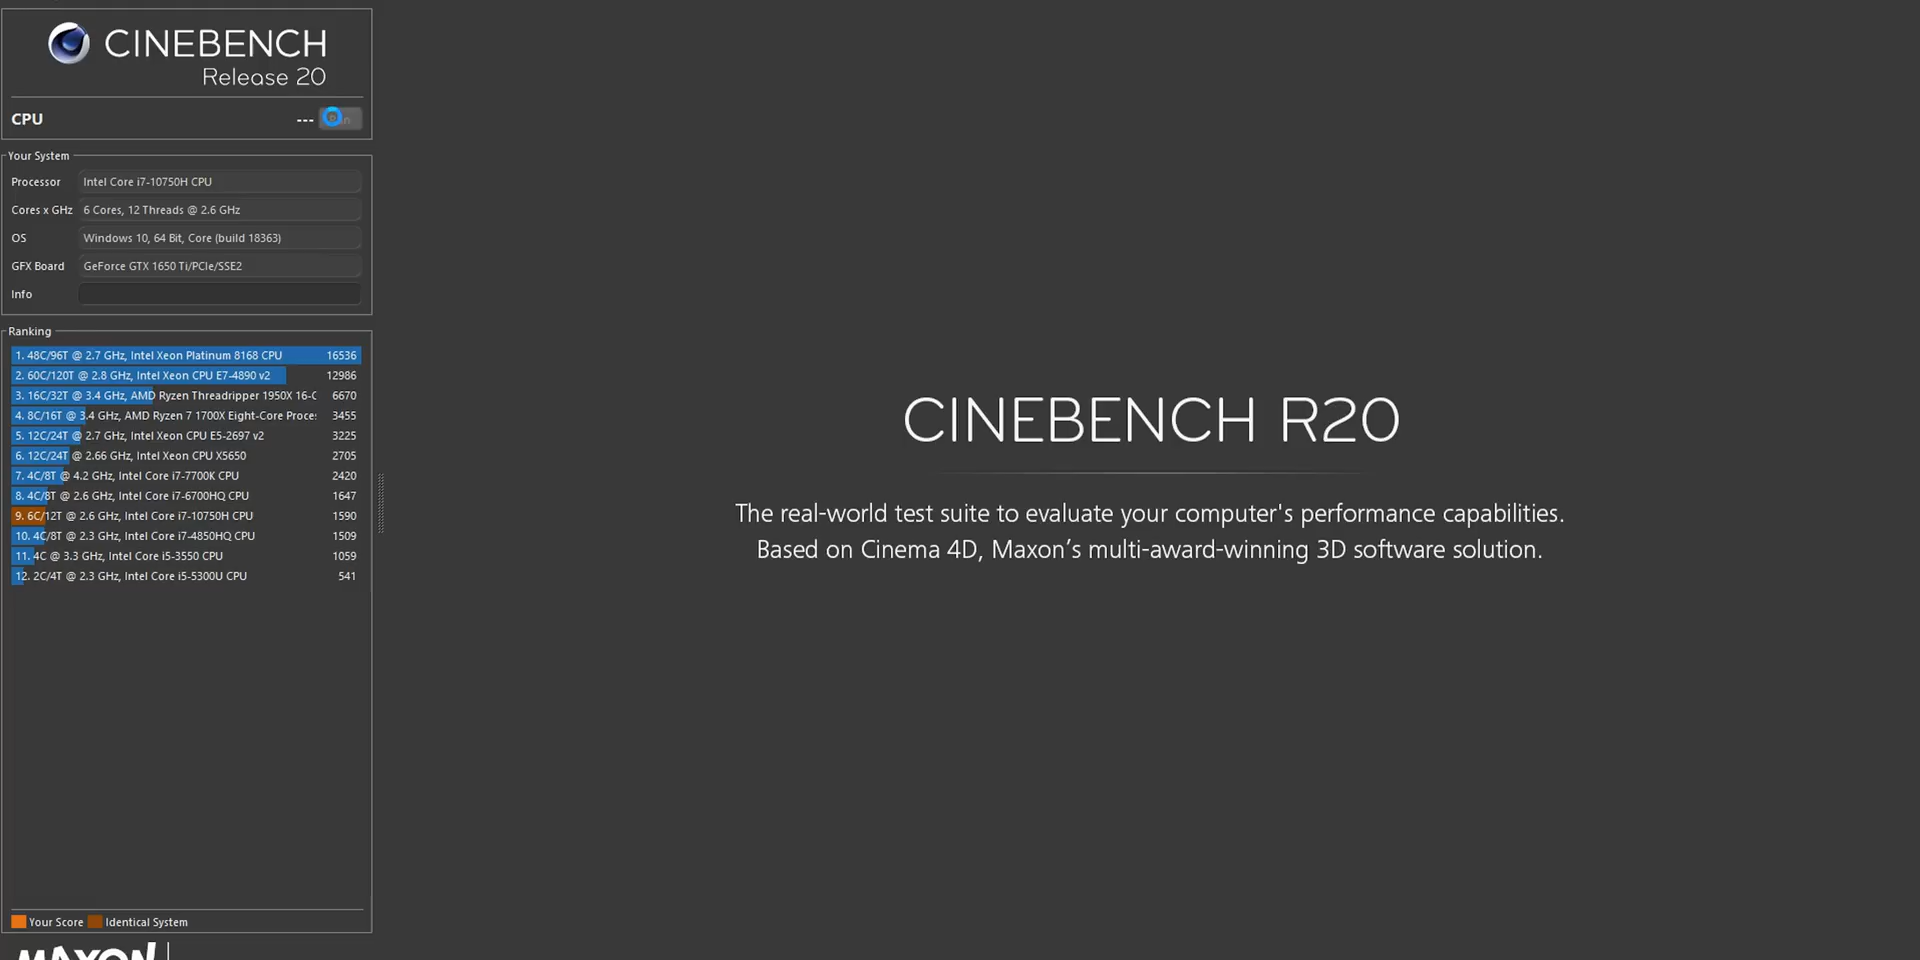 CINEBENCH
Release 20
CPU ---
Your System
Processor Intel Core i7-10750H CPU
Cores x GHz 6 Cores, 12 Threads @ 2.6 GHz
OS Windows 10, 64 Bit, Core (build 18363)
GFX Board GeForce GTX 1650 Ti/PCIe/SSE2
Info
Ranking
1. 48C/96T @ 2.7 GHz, Intel Xeon Platinum 8168 CPU 16536
2. 60C/120T @ 2.8 GHz, Intel Xeon CPU E7-4890 v2 12986
3. 16C/32T @ 3.4 GHz, AMD Ryzen Threadripper 1950X 16-C 6670
4. 8C/16T @ 3.4 GHz, AMD Ryzen 7 1700X Eight-Core Proces 3455
5. 12C/24T @ 2.7 GHz, Intel Xeon CPU E5-2697 v2 3225
6. 12C/24T @ 2.66 GHz, Intel Xeon CPU X5650 2705
7. 4C/8T @ 4.2 GHz, Intel Core i7-7700K CPU 2420
8. 4C/8T @ 2.6 GHz, Intel Core i7-6700HQ CPU 1647
9. 6C/12T @ 2.6 GHz, Intel Core i7-10750H CPU 1590
10. 4C/8T @ 2.3 GHz, Intel Core i7-4850HQ CPU 1509
11. 4C @ 3.3 GHz, Intel Core i5-3550 CPU 1059
12. 2C/4T @ 2.3 GHz, Intel Core i5-5300U CPU 541
Your Score Identical System
MAXON
CINEBENCH R20
The real-world test suite to evaluate your computer's performance capabilities.
Based on Cinema 4D, Maxon’s multi-award-winning 3D software solution.